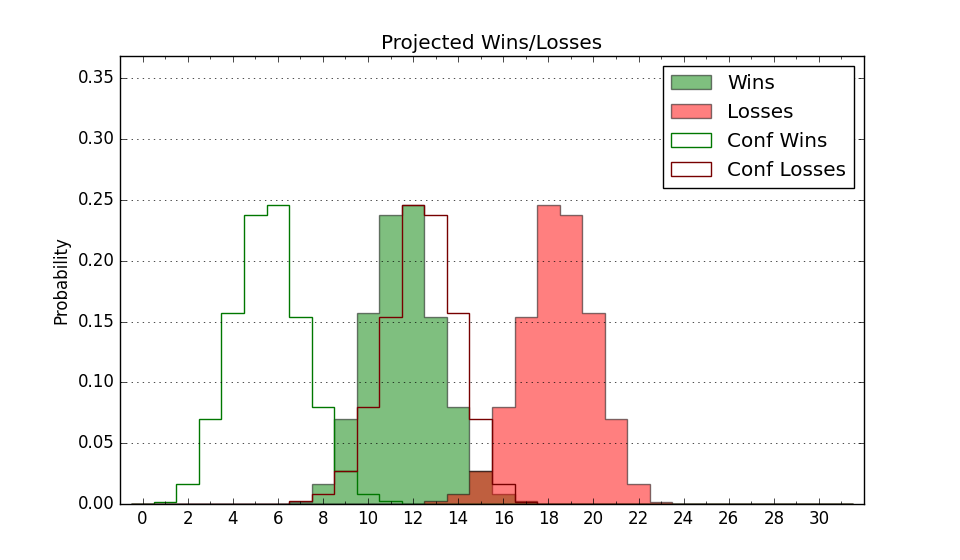 Projected Wins/Losses
Wins
Losses
Conf Wins
Conf Losses
Probability
0.35
0.30
0.25
0.20
0.15
0.10
0.05
0.00
0 2 4 6 8 10 12 14 16 18 20 22 24 26 28 30